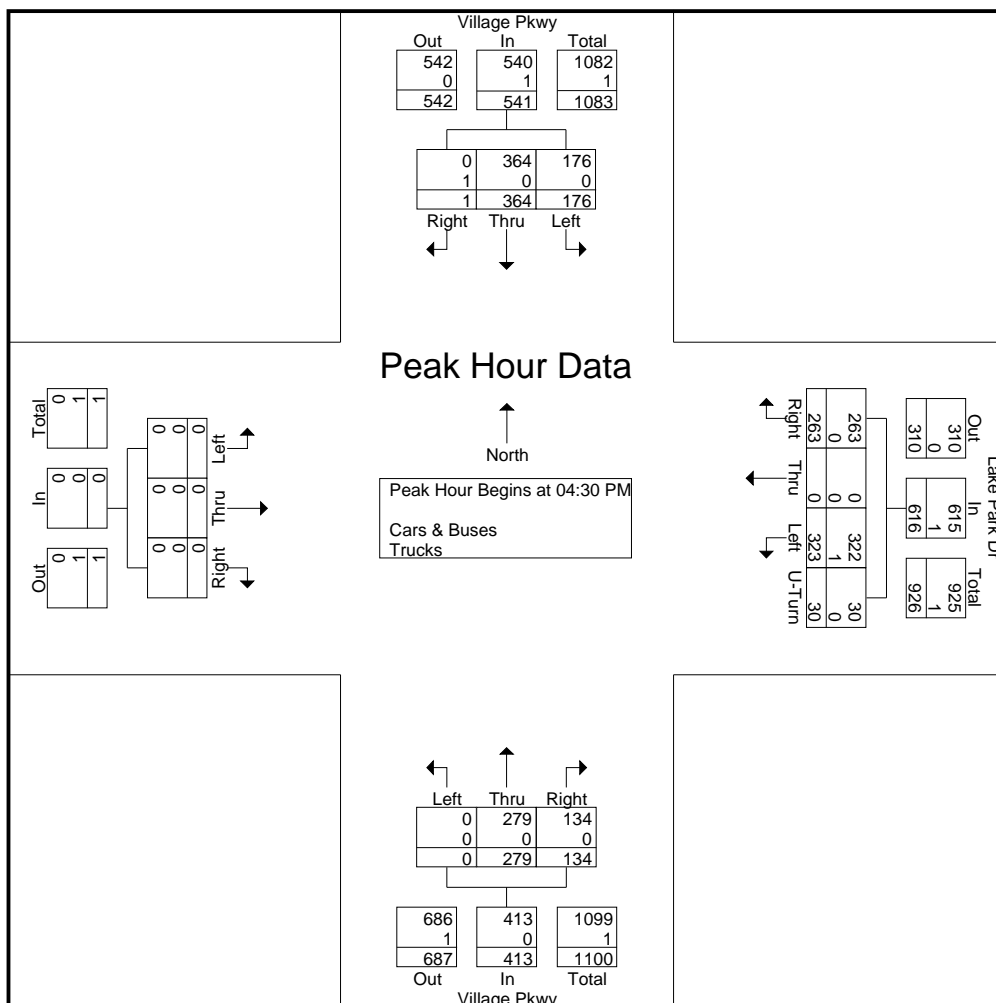 Village Pkwy
Out In Total
542 540 1082
0 1 1
542 541 1083
0 364 176
1 0 0
1 364 176
Right Thru Left
Peak Hour Data
North
Peak Hour Begins at 04:30 PM
Cars & Buses
Trucks
Total In Out
0 0 0
1 0 1
1 0 1
0 0 0
0 0 0
0 0 0
Left Thru Right
Right Thru Left U-Turn
263 0 323 30
0 0 1 0
263 0 322 30
Out In Total
310 616 926
0 1 1
310 615 925
Lake Park Dr
Left Thru Right
0 279 134
0 0 0
0 279 134
686 413 1099
1 0 1
687 413 1100
Out In Total
Village Pkwy